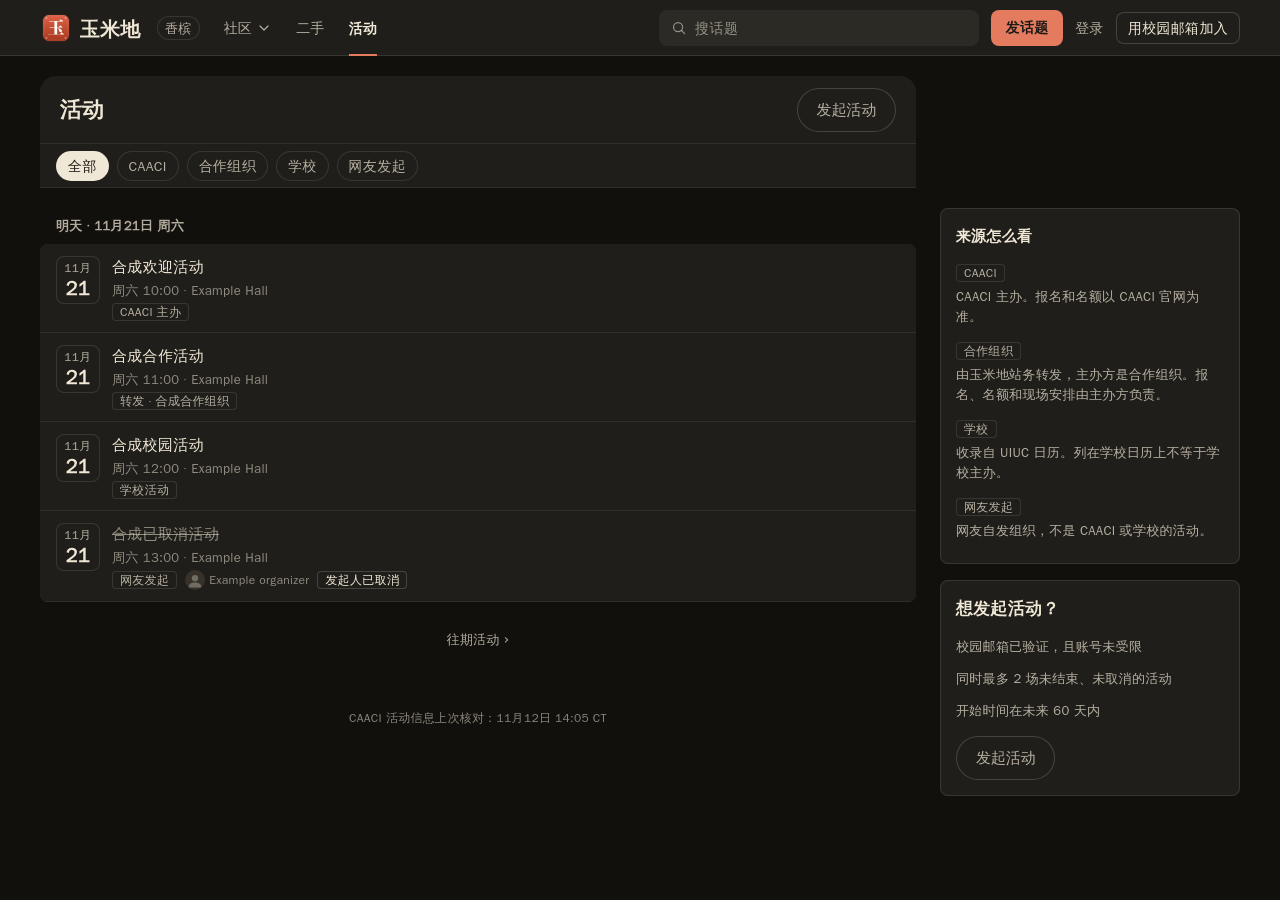 玉 玉米地 香槟 社区 二手 活动 搜话题 发话题 登录 用校园邮箱加入
活动 发起活动
全部 CAACI 合作组织 学校 网友发起
明天 · 11月21日 周六
11月
21
合成欢迎活动
周六 10:00 · Example Hall
CAACI 主办
11月
21
合成合作活动
周六 11:00 · Example Hall
转发 · 合成合作组织
11月
21
合成校园活动
周六 12:00 · Example Hall
学校活动
11月
21
合成已取消活动
周六 13:00 · Example Hall
网友发起 Example organizer 发起人已取消
往期活动 ›
CAACI 活动信息上次核对：11月12日 14:05 CT
来源怎么看
CAACI
CAACI 主办。报名和名额以 CAACI 官网为
准。
合作组织
由玉米地站务转发，主办方是合作组织。报
名、名额和现场安排由主办方负责。
学校
收录自 UIUC 日历。列在学校日历上不等于学
校主办。
网友发起
网友自发组织，不是 CAACI 或学校的活动。
想发起活动？
校园邮箱已验证，且账号未受限
同时最多 2 场未结束、未取消的活动
开始时间在未来 60 天内
发起活动